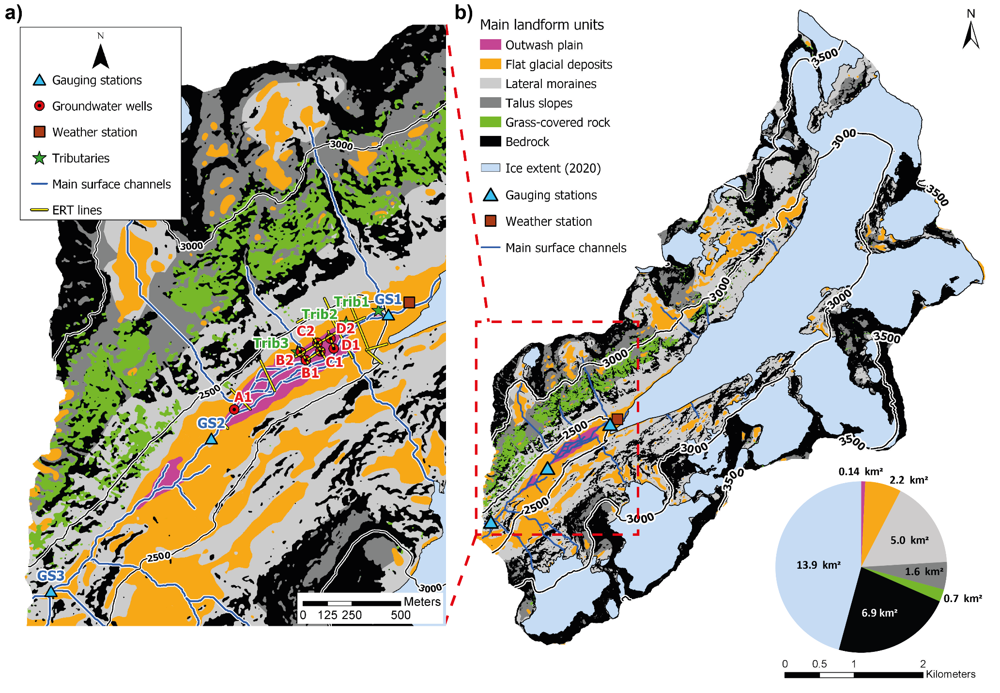 a)
N
Gauging stations
Groundwater wells
Weather station
Tributaries
Main surface channels
ERT lines
3000
3000
Trib1
GS1
Trib2
C2
D2
Trib3
D1
B2
C1
B1
2500
A1
GS2
2500
GS3
3000
Meters
0 125 250 500
b)
Main landform units
Outwash plain
Flat glacial deposits
Lateral moraines
Talus slopes
Grass-covered rock
Bedrock
Ice extent (2020)
Gauging stations
Weather station
Main surface channels
N
3500
3000
3500
3000
3000
3500
3000
2500
3000
3500
3500
2500
3000
0.14 km²
2.2 km²
5.0 km²
13.9 km²
1.6 km²
0.7 km²
6.9 km²
0 0.5 1 2
Kilometers